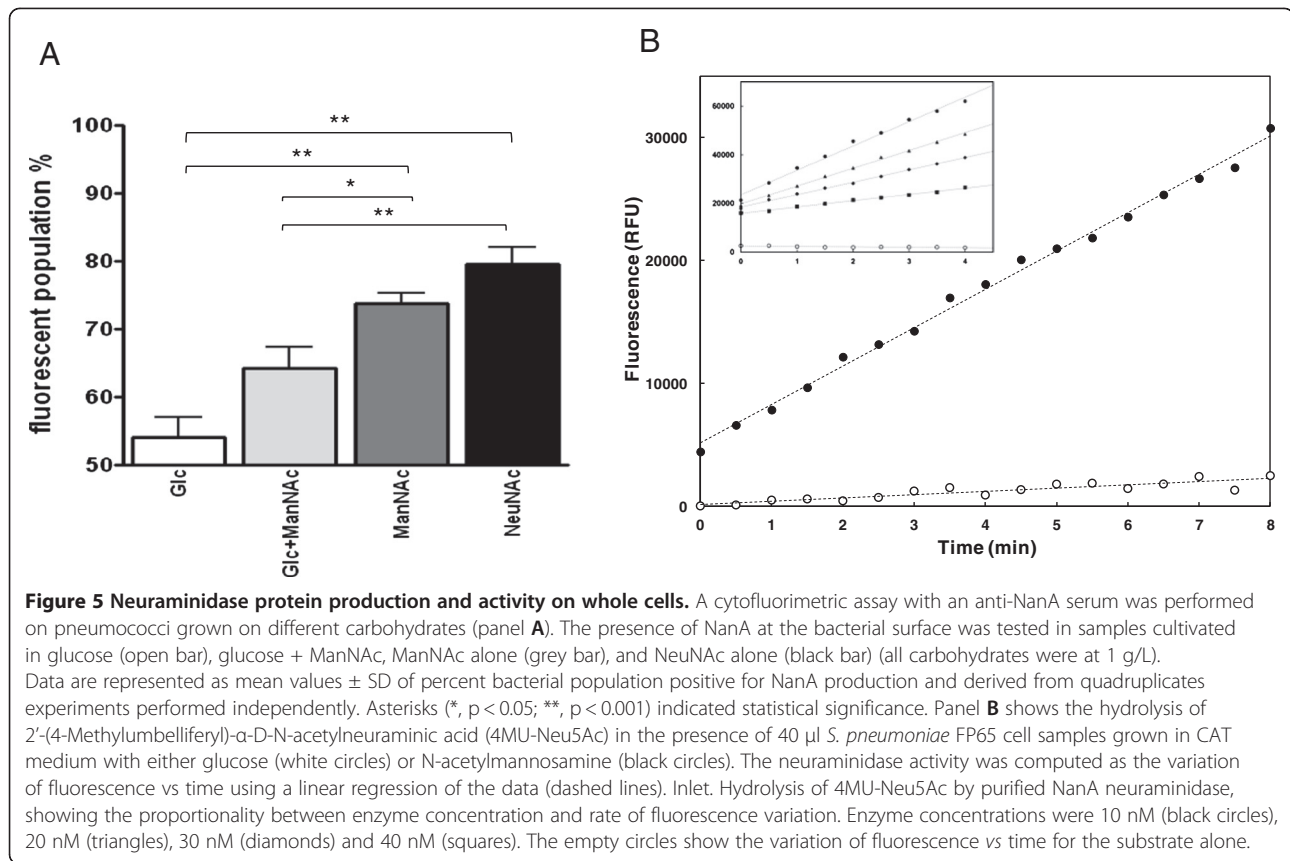 A
B
100
90
80
70
60
50
fluorescent population %
**
**
*
**
Glc
Glc+ManNAc
ManNAc
NeuNAc
30000
20000
10000
0
Fluorescence (RFU)
60000
40000
20000
0
0 1 2 3 4
0 1 2 3 4 5 6 7 8
Time (min)
Figure 5 Neuraminidase protein production and activity on whole cells. A cytofluorimetric assay with an anti-NanA serum was performed
on pneumococci grown on different carbohydrates (panel A). The presence of NanA at the bacterial surface was tested in samples cultivated
in glucose (open bar), glucose + ManNAc, ManNAc alone (grey bar), and NeuNAc alone (black bar) (all carbohydrates were at 1 g/L).
Data are represented as mean values ± SD of percent bacterial population positive for NanA production and derived from quadruplicates
experiments performed independently. Asterisks (*, p < 0.05; **, p < 0.001) indicated statistical significance. Panel B shows the hydrolysis of
2′-(4-Methylumbelliferyl)-α-D-N-acetylneuraminic acid (4MU-Neu5Ac) in the presence of 40 μl S. pneumoniae FP65 cell samples grown in CAT
medium with either glucose (white circles) or N-acetylmannosamine (black circles). The neuraminidase activity was computed as the variation
of fluorescence vs time using a linear regression of the data (dashed lines). Inlet. Hydrolysis of 4MU-Neu5Ac by purified NanA neuraminidase,
showing the proportionality between enzyme concentration and rate of fluorescence variation. Enzyme concentrations were 10 nM (black circles),
20 nM (triangles), 30 nM (diamonds) and 40 nM (squares). The empty circles show the variation of fluorescence vs time for the substrate alone.